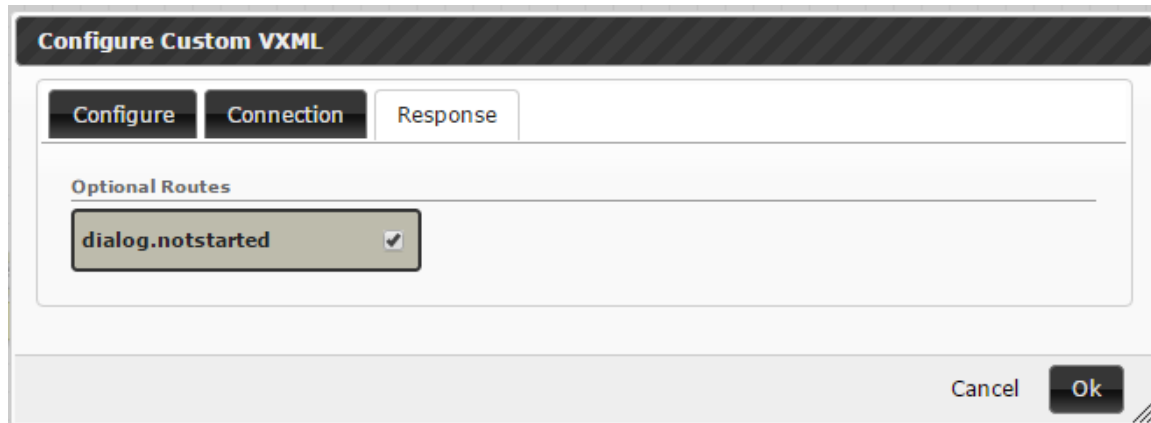 Configure Custom VXML
Configure Connection Response
Optional Routes
dialog.notstarted
Cancel Ok